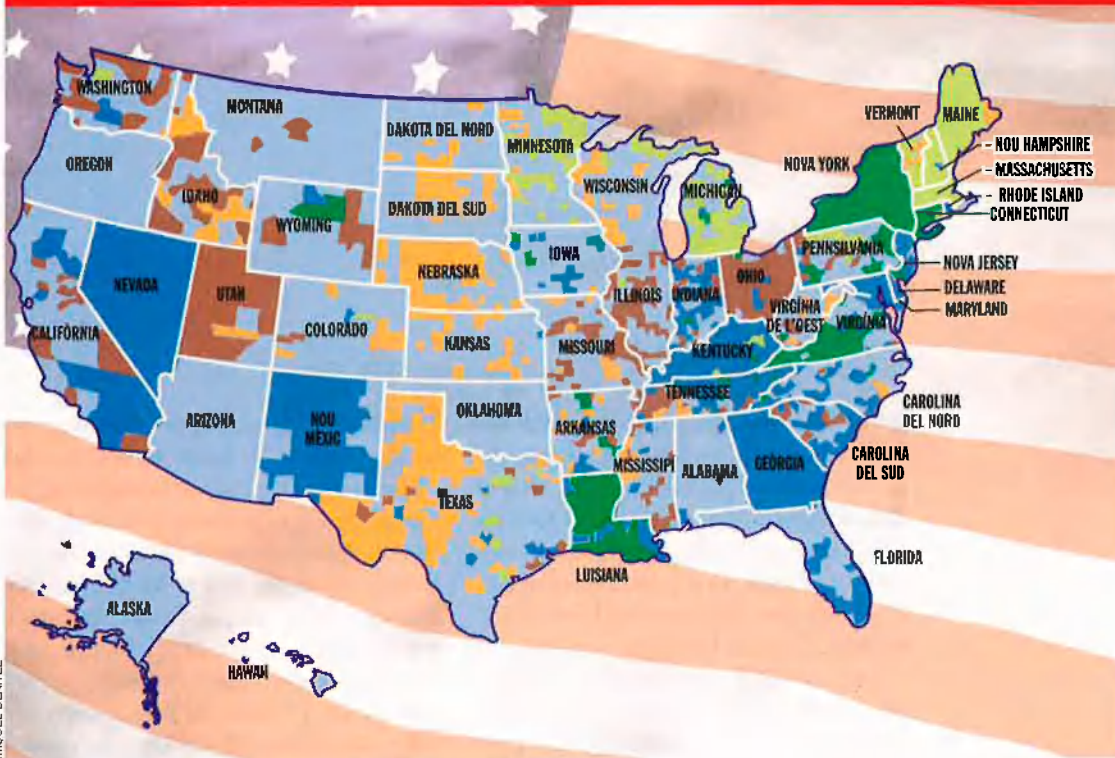 WASHINGTON
MONTANA
DAKOTA DEL NORD
MINNESOTA
VERMONT
MAINE
NOU HAMPSHIRE
MASSACHUSETTS
RHODE ISLAND
CONNECTICUT
OREGON
IDAHO
WYOMING
DAKOTA DEL SUD
WISCONSIN
MICHIGAN
NOVA YORK
IOWA
PENNSILVANIA
NOVA JERSEY
DELAWARE
MARYLAND
NEVADA
UTAH
NEBRASKA
ILLINOIS
INDIANA
OHIO
VIRGÍNIA
DE L'OEST
VIRGÍNIA
CALIFÒRNIA
COLORADO
KANSAS
MISSOURI
KENTUCKY
ARIZONA
NOU
MÈXIC
OKLAHOMA
ARKANSAS
TENNESSEE
CAROLINA
DEL NORD
CAROLINA
DEL SUD
TEXAS
MISSISSIPI
ALABAMA
GEÒRGIA
LUISIANA
FLORIDA
ALASKA
HAWAII